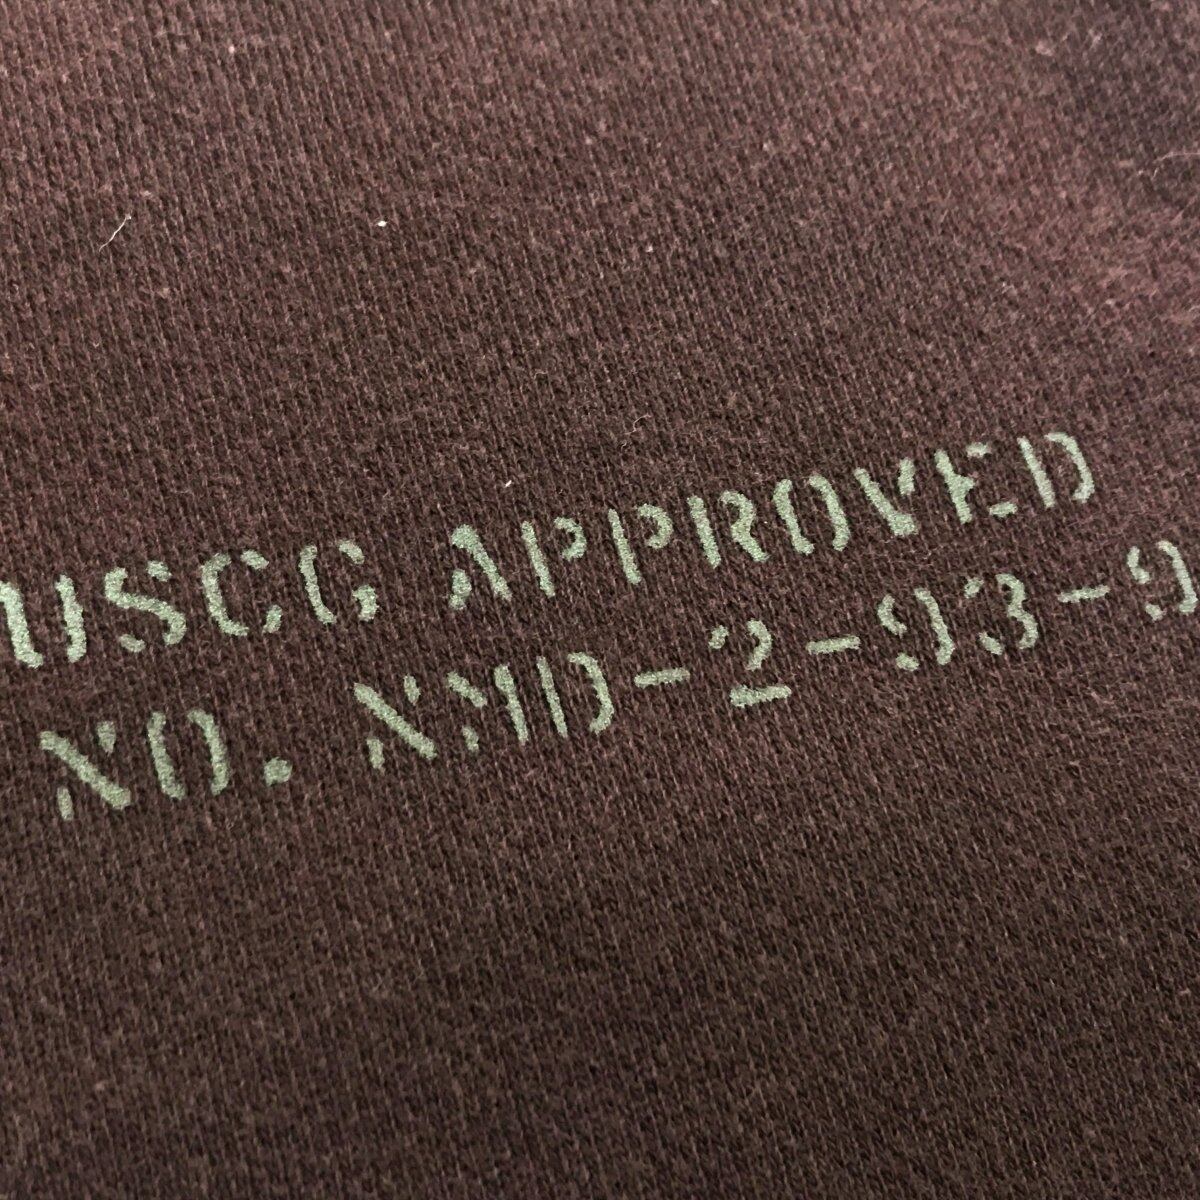 USCG APPROVED
NO. NMD-2-93-9